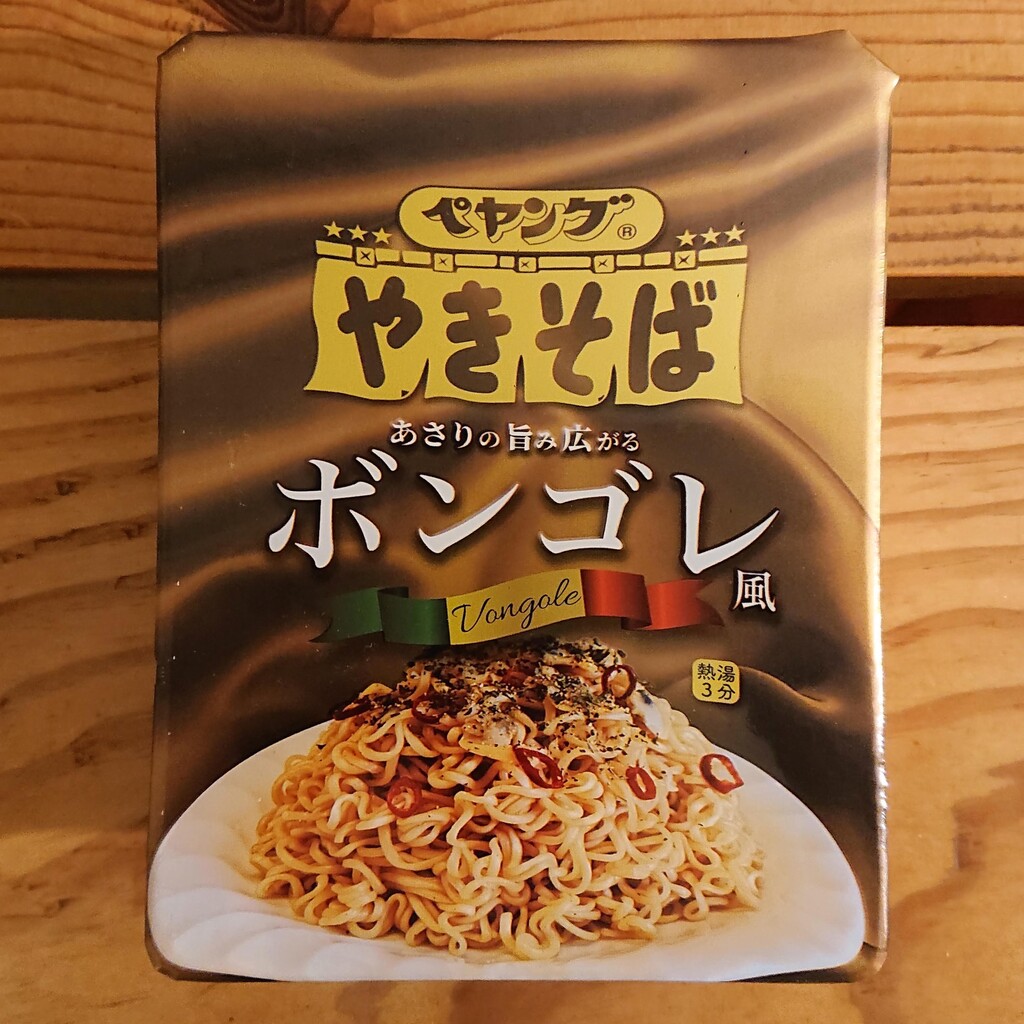 ペヤング®
やきそば
あさりの旨み広がる
ボンゴレ
風
Vongole
熱湯
3分